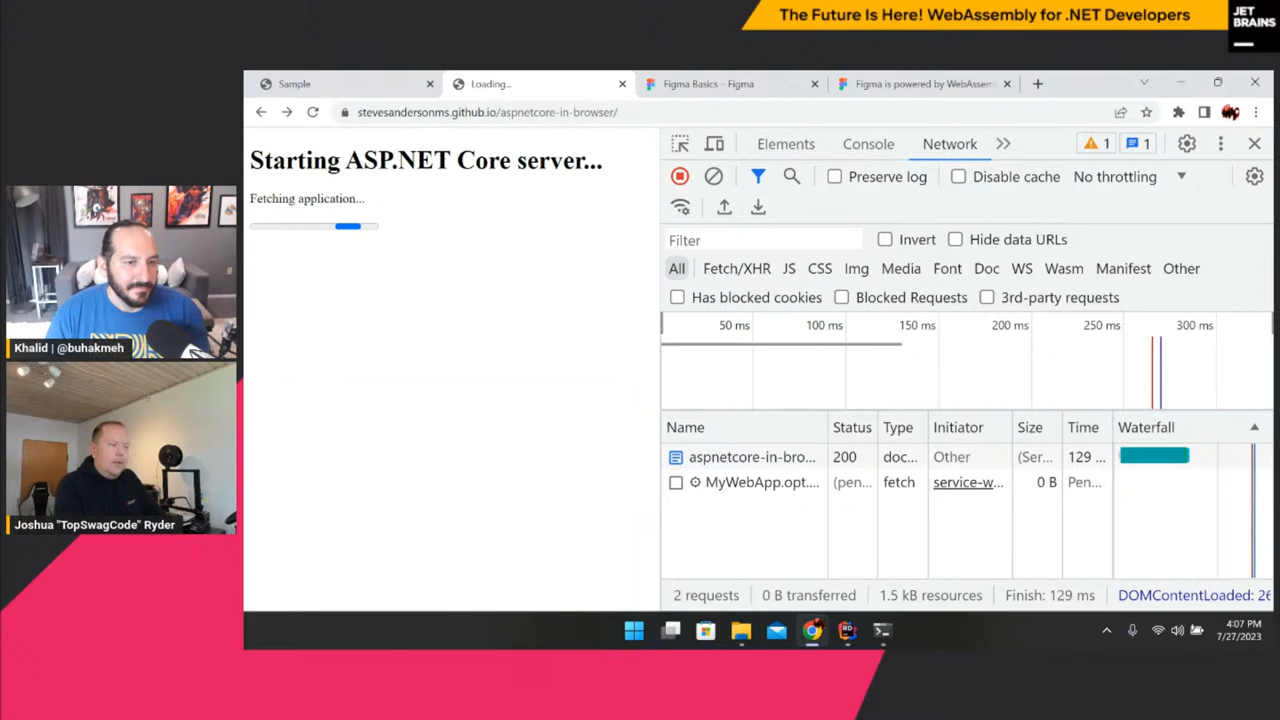 The Future Is Here! WebAssembly for .NET Developers
JET
BRAINS
Sample
Loading...
Figma Basics – Figma
Figma is powered by WebAssem
stevesandersonms.github.io/aspnetcore-in-browser/
Starting ASP.NET Core server...
Fetching application...
Elements
Console
Network
1
1
Preserve log
Disable cache
No throttling
Filter
Invert
Hide data URLs
All
Fetch/XHR
JS
CSS
Img
Media
Font
Doc
WS
Wasm
Manifest
Other
Has blocked cookies
Blocked Requests
3rd-party requests
50 ms
100 ms
150 ms
200 ms
250 ms
300 ms
Name
Status
Type
Initiator
Size
Time
Waterfall
aspnetcore-in-bro...
200
doc...
Other
(Ser...
129 ...
MyWebApp.opt....
(pen...
fetch
service-w...
0 B
Pen...
2 requests
0 B transferred
1.5 kB resources
Finish: 129 ms
DOMContentLoaded: 26
4:07 PM
7/27/2023
Khalid | @buhakmeh
Joshua "TopSwagCode" Ryder